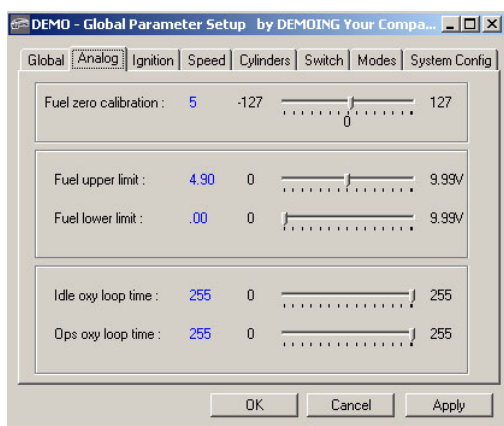 DEMO - Global Parameter Setup by DEMOING Your Compa...
Global Analog Ignition Speed Cylinders Switch Modes System Config
Fuel zero calibration : 5 -127 127
0
Fuel upper limit : 4.90 0 9.99V
Fuel lower limit : .00 0 9.99V
Idle oxy loop time : 255 0 255
Ops oxy loop time : 255 0 255
OK Cancel Apply